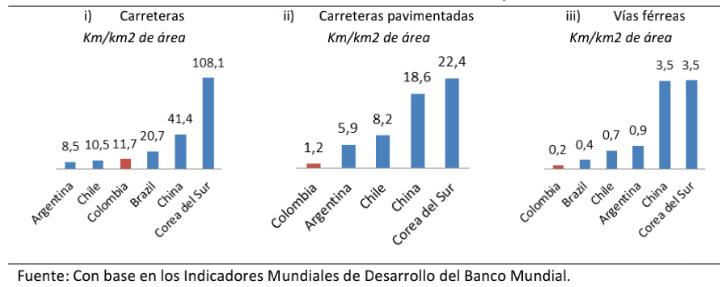 i) Carreteras
Km/km2 de área
108,1
41,4
20,7
8,5 10,5 11,7
Argentina
Chile
Colombia
Brazil
China
Corea del Sur
ii) Carreteras pavimentadas
Km/km2 de área
22,4
18,6
8,2
5,9
1,2
Colombia
Argentina
Chile
China
Corea del Sur
iii) Vías férreas
Km/km2 de área
3,5 3,5
0,2 0,4 0,7 0,9
Colombia
Brazil
Chile
Argentina
China
Corea del Sur
Fuente: Con base en los Indicadores Mundiales de Desarrollo del Banco Mundial.